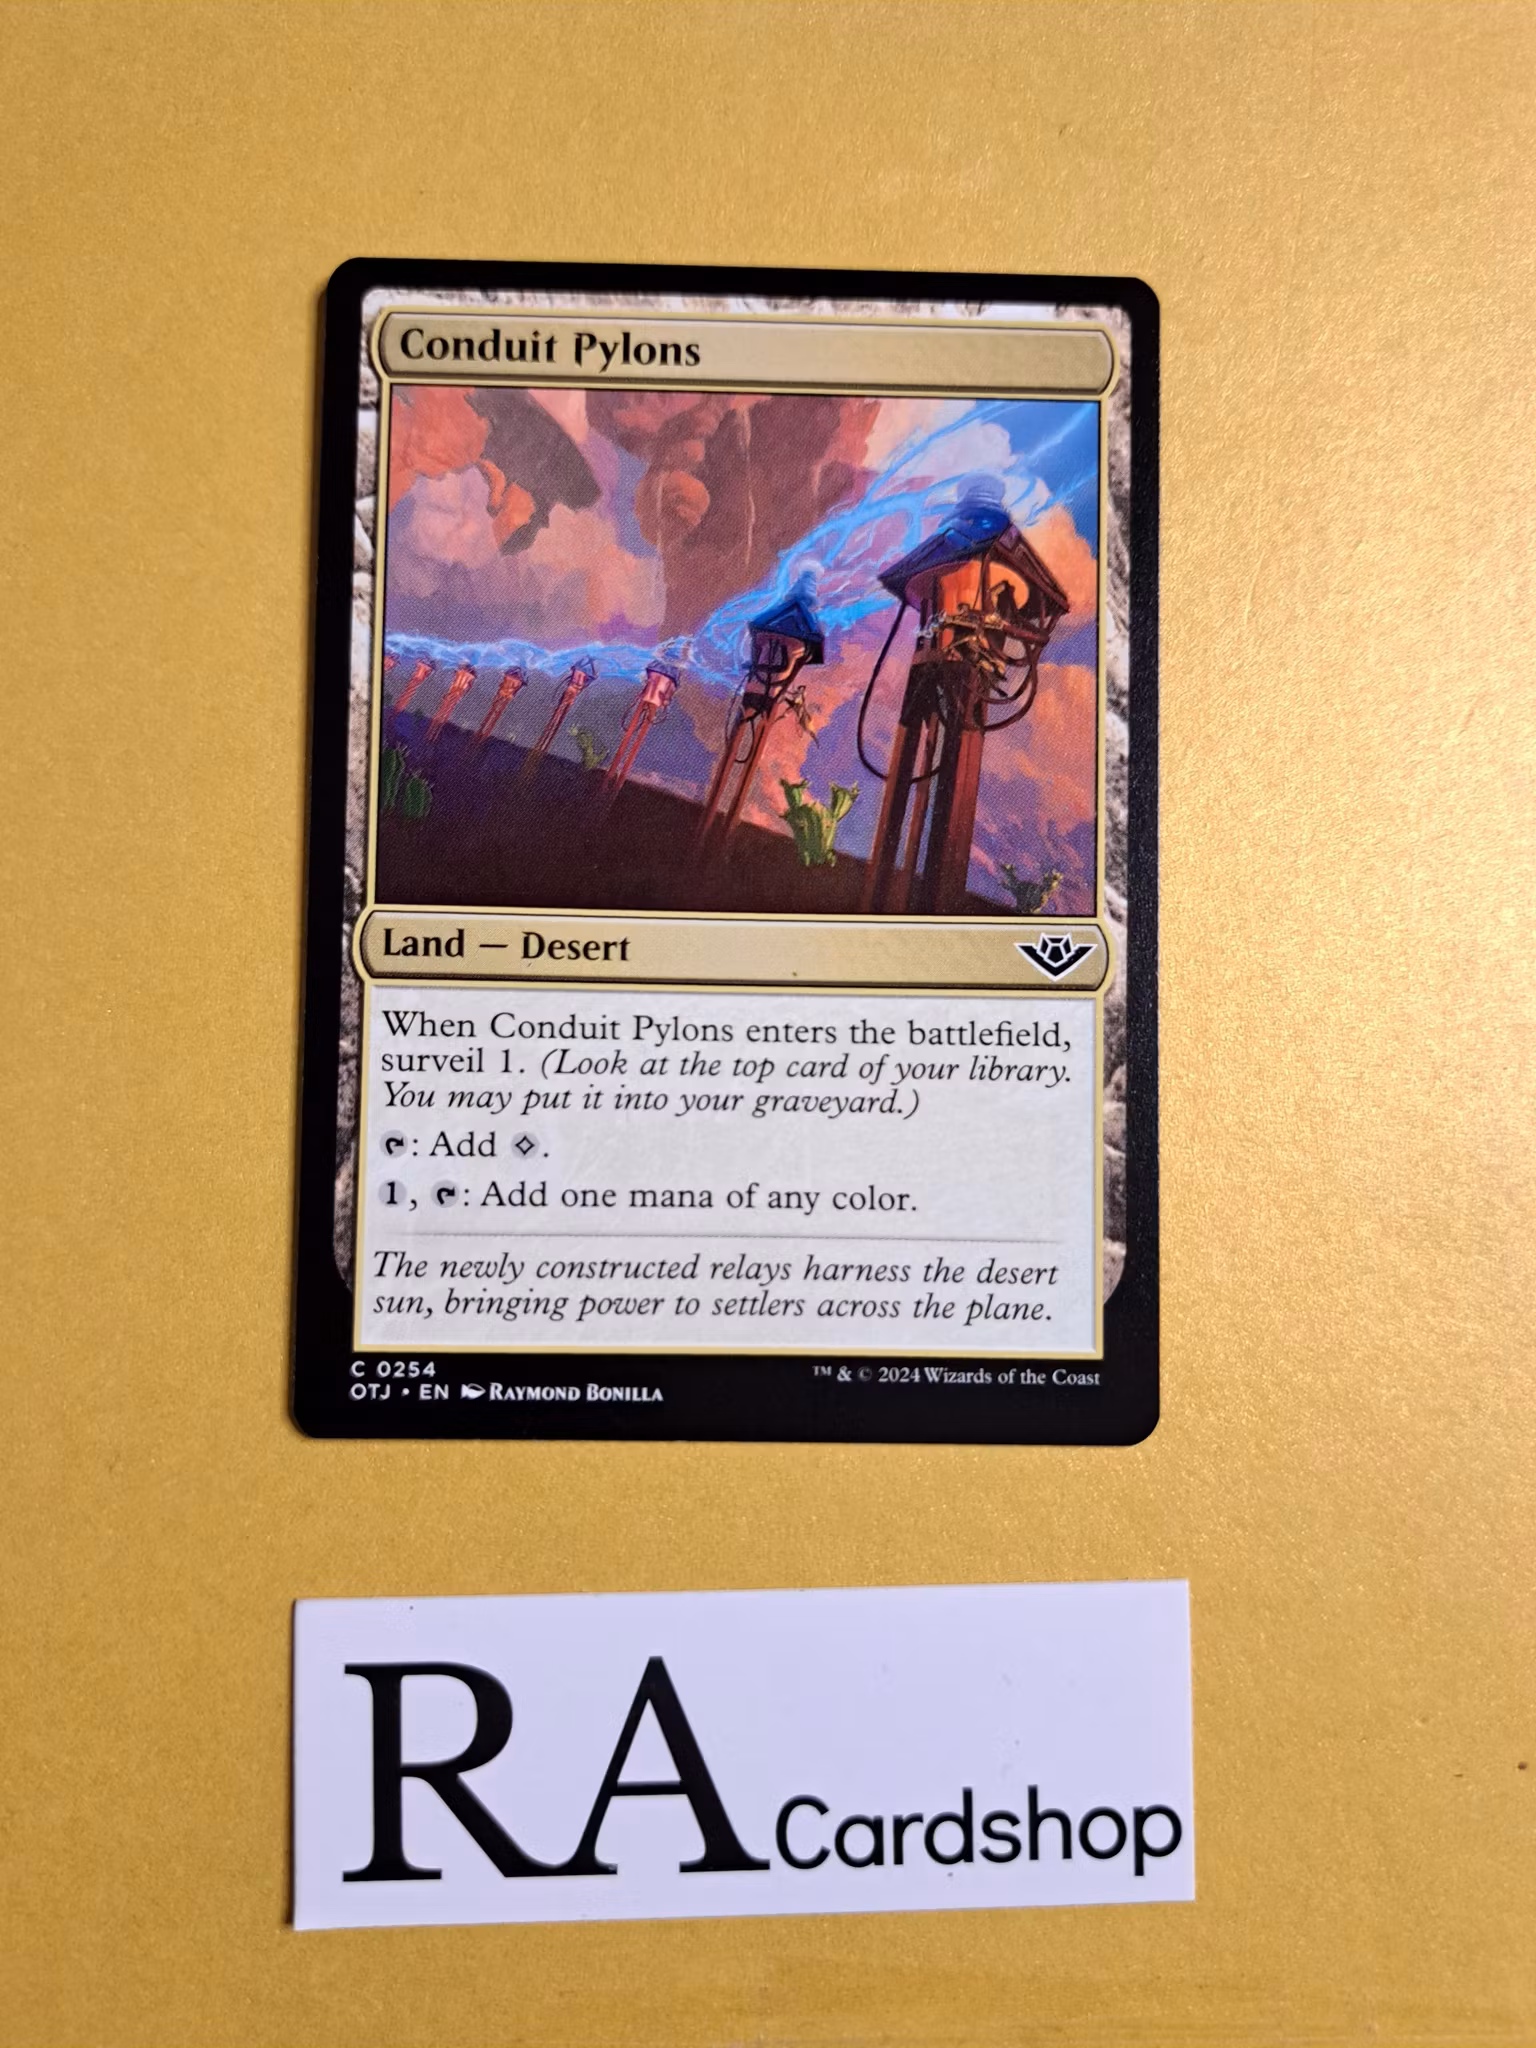 Conduit Pylons
Land — Desert
When Conduit Pylons enters the battlefield,
surveil 1. (Look at the top card of your library.
You may put it into your graveyard.)
: Add .
1, : Add one mana of any color.
The newly constructed relays harness the desert
sun, bringing power to settlers across the plane.
C 0254
OTJ • EN RAYMOND BONILLA
™ & © 2024 Wizards of the Coast
RA Cardshop